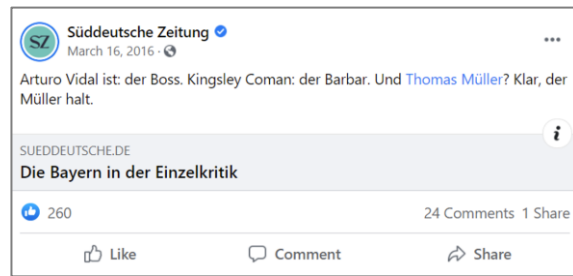 SZ
Süddeutsche Zeitung
March 16, 2016 ·
Arturo Vidal ist: der Boss. Kingsley Coman: der Barbar. Und Thomas Müller? Klar, der
Müller halt.
i
SUEDDEUTSCHE.DE
Die Bayern in der Einzelkritik
260
24 Comments 1 Share
Like Comment Share